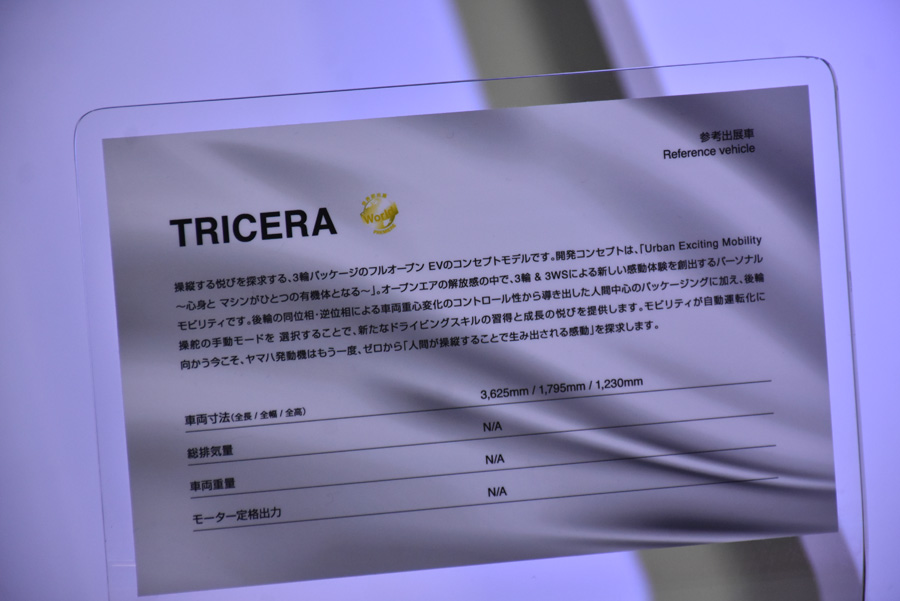 参考出展車
Reference vehicle
TRICERA
World
操縦する悦びを探求する、3輪パッケージのフルオープン EVのコンセプトモデルです。開発コンセプトは、「Urban Exciting Mobility
～心身と マシンがひとつの有機体となる～」。オープンエアの解放感の中で、3輪 & 3WSによる新しい感動体験を創出するパーソナル
モビリティです。後輪の同位相・逆位相による車両重心変化のコントロール性から導き出した人間中心のパッケージングに加え、後輪
操舵の手動モードを 選択することで、新たなドライビングスキルの習得と成長の悦びを提供します。モビリティが自動運転化に
向かう今こそ、ヤマハ発動機はもう一度、ゼロから「人間が操縦することで生み出される感動」を探求します。
車両寸法(全長 / 全幅 / 全高) 3,625mm / 1,795mm / 1,230mm
総排気量 N/A
車両重量 N/A
モーター定格出力 N/A